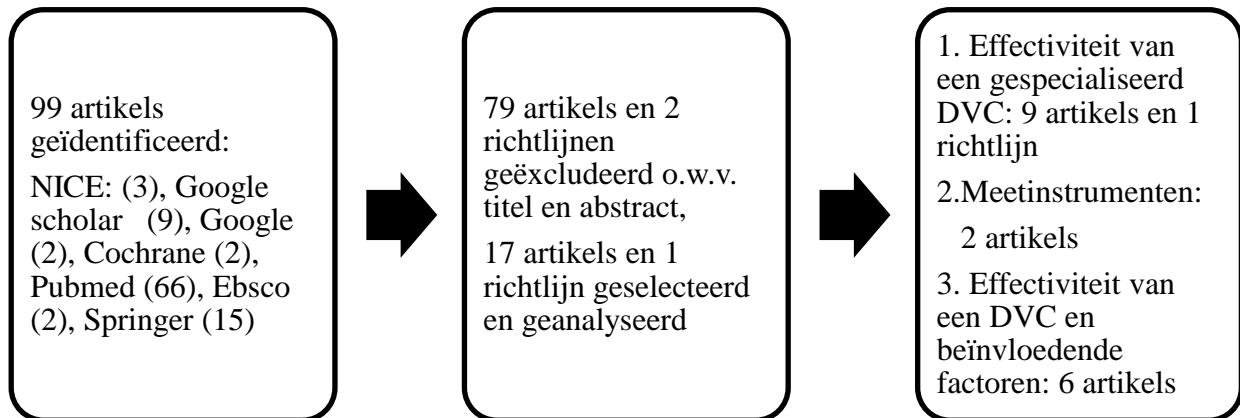 99 artikels
geïdentificeerd:
NICE: (3), Google
scholar (9), Google
(2), Cochrane (2),
Pubmed (66), Ebsco
(2), Springer (15)
79 artikels en 2
richtlijnen
geëxcludeerd o.w.v.
titel en abstract,
17 artikels en 1
richtlijn geselecteerd
en geanalyseerd
1. Effectiviteit van
een gespecialiseerd
DVC: 9 artikels en 1
richtlijn
2.Meetinstrumenten:
2 artikels
3. Effectiviteit van
een DVC en
beïnvloedende
factoren: 6 artikels